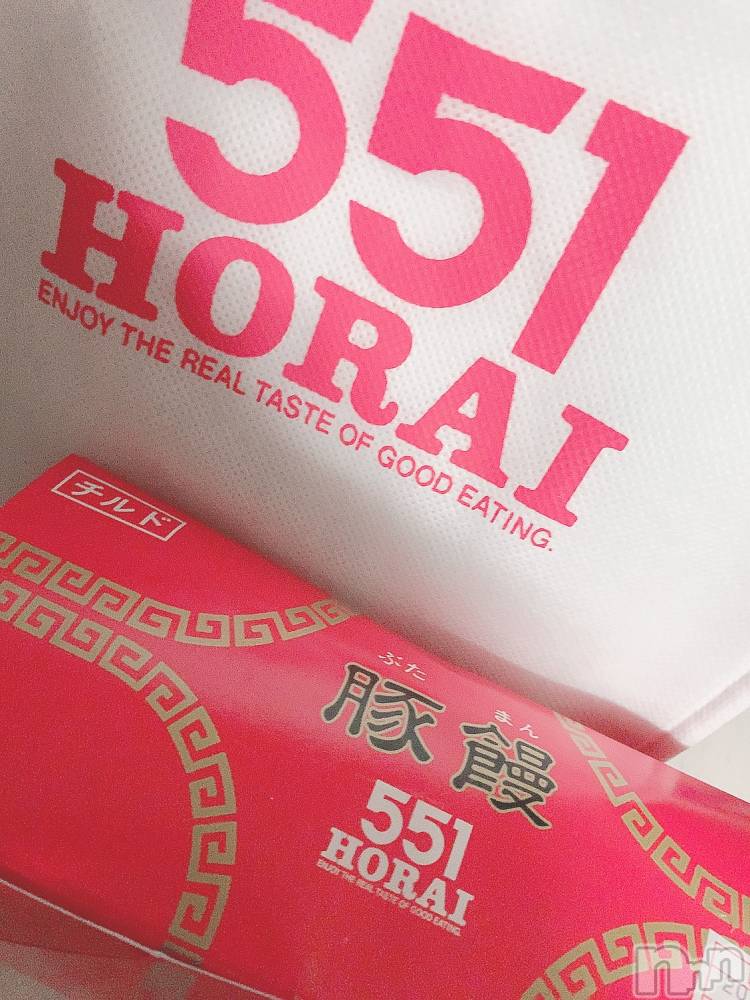 551
HORAI
ENJOY THE REAL TASTE OF GOOD EATING.
チルド
ぶた まん
豚饅
551
HORAI
ENJOY THE REAL TASTE OF GOOD EATING.